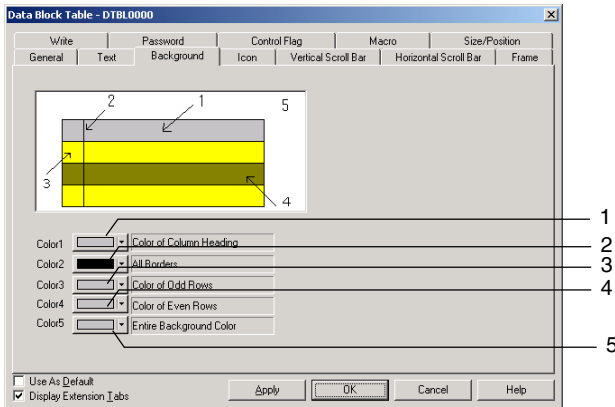 Data Block Table - DTBL0000
Write Password Control Flag Macro Size/Position
General Text Background Icon Vertical Scroll Bar Horizontal Scroll Bar Frame
2 1 5
3
4
1
Color1 Color of Column Heading
2
Color2 All Borders
3
Color3 Color of Odd Rows
4
Color4 Color of Even Rows
Color5 Entire Background Color
5
Use As Default
Display Extension Tabs
Apply OK Cancel Help